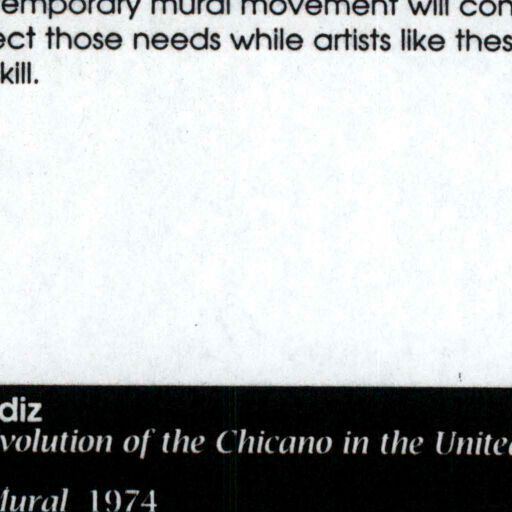 emporary mural movement will con
ect those needs while artists like thes
kill.
diz
volution of the Chicano in the Unite
Mural 1974